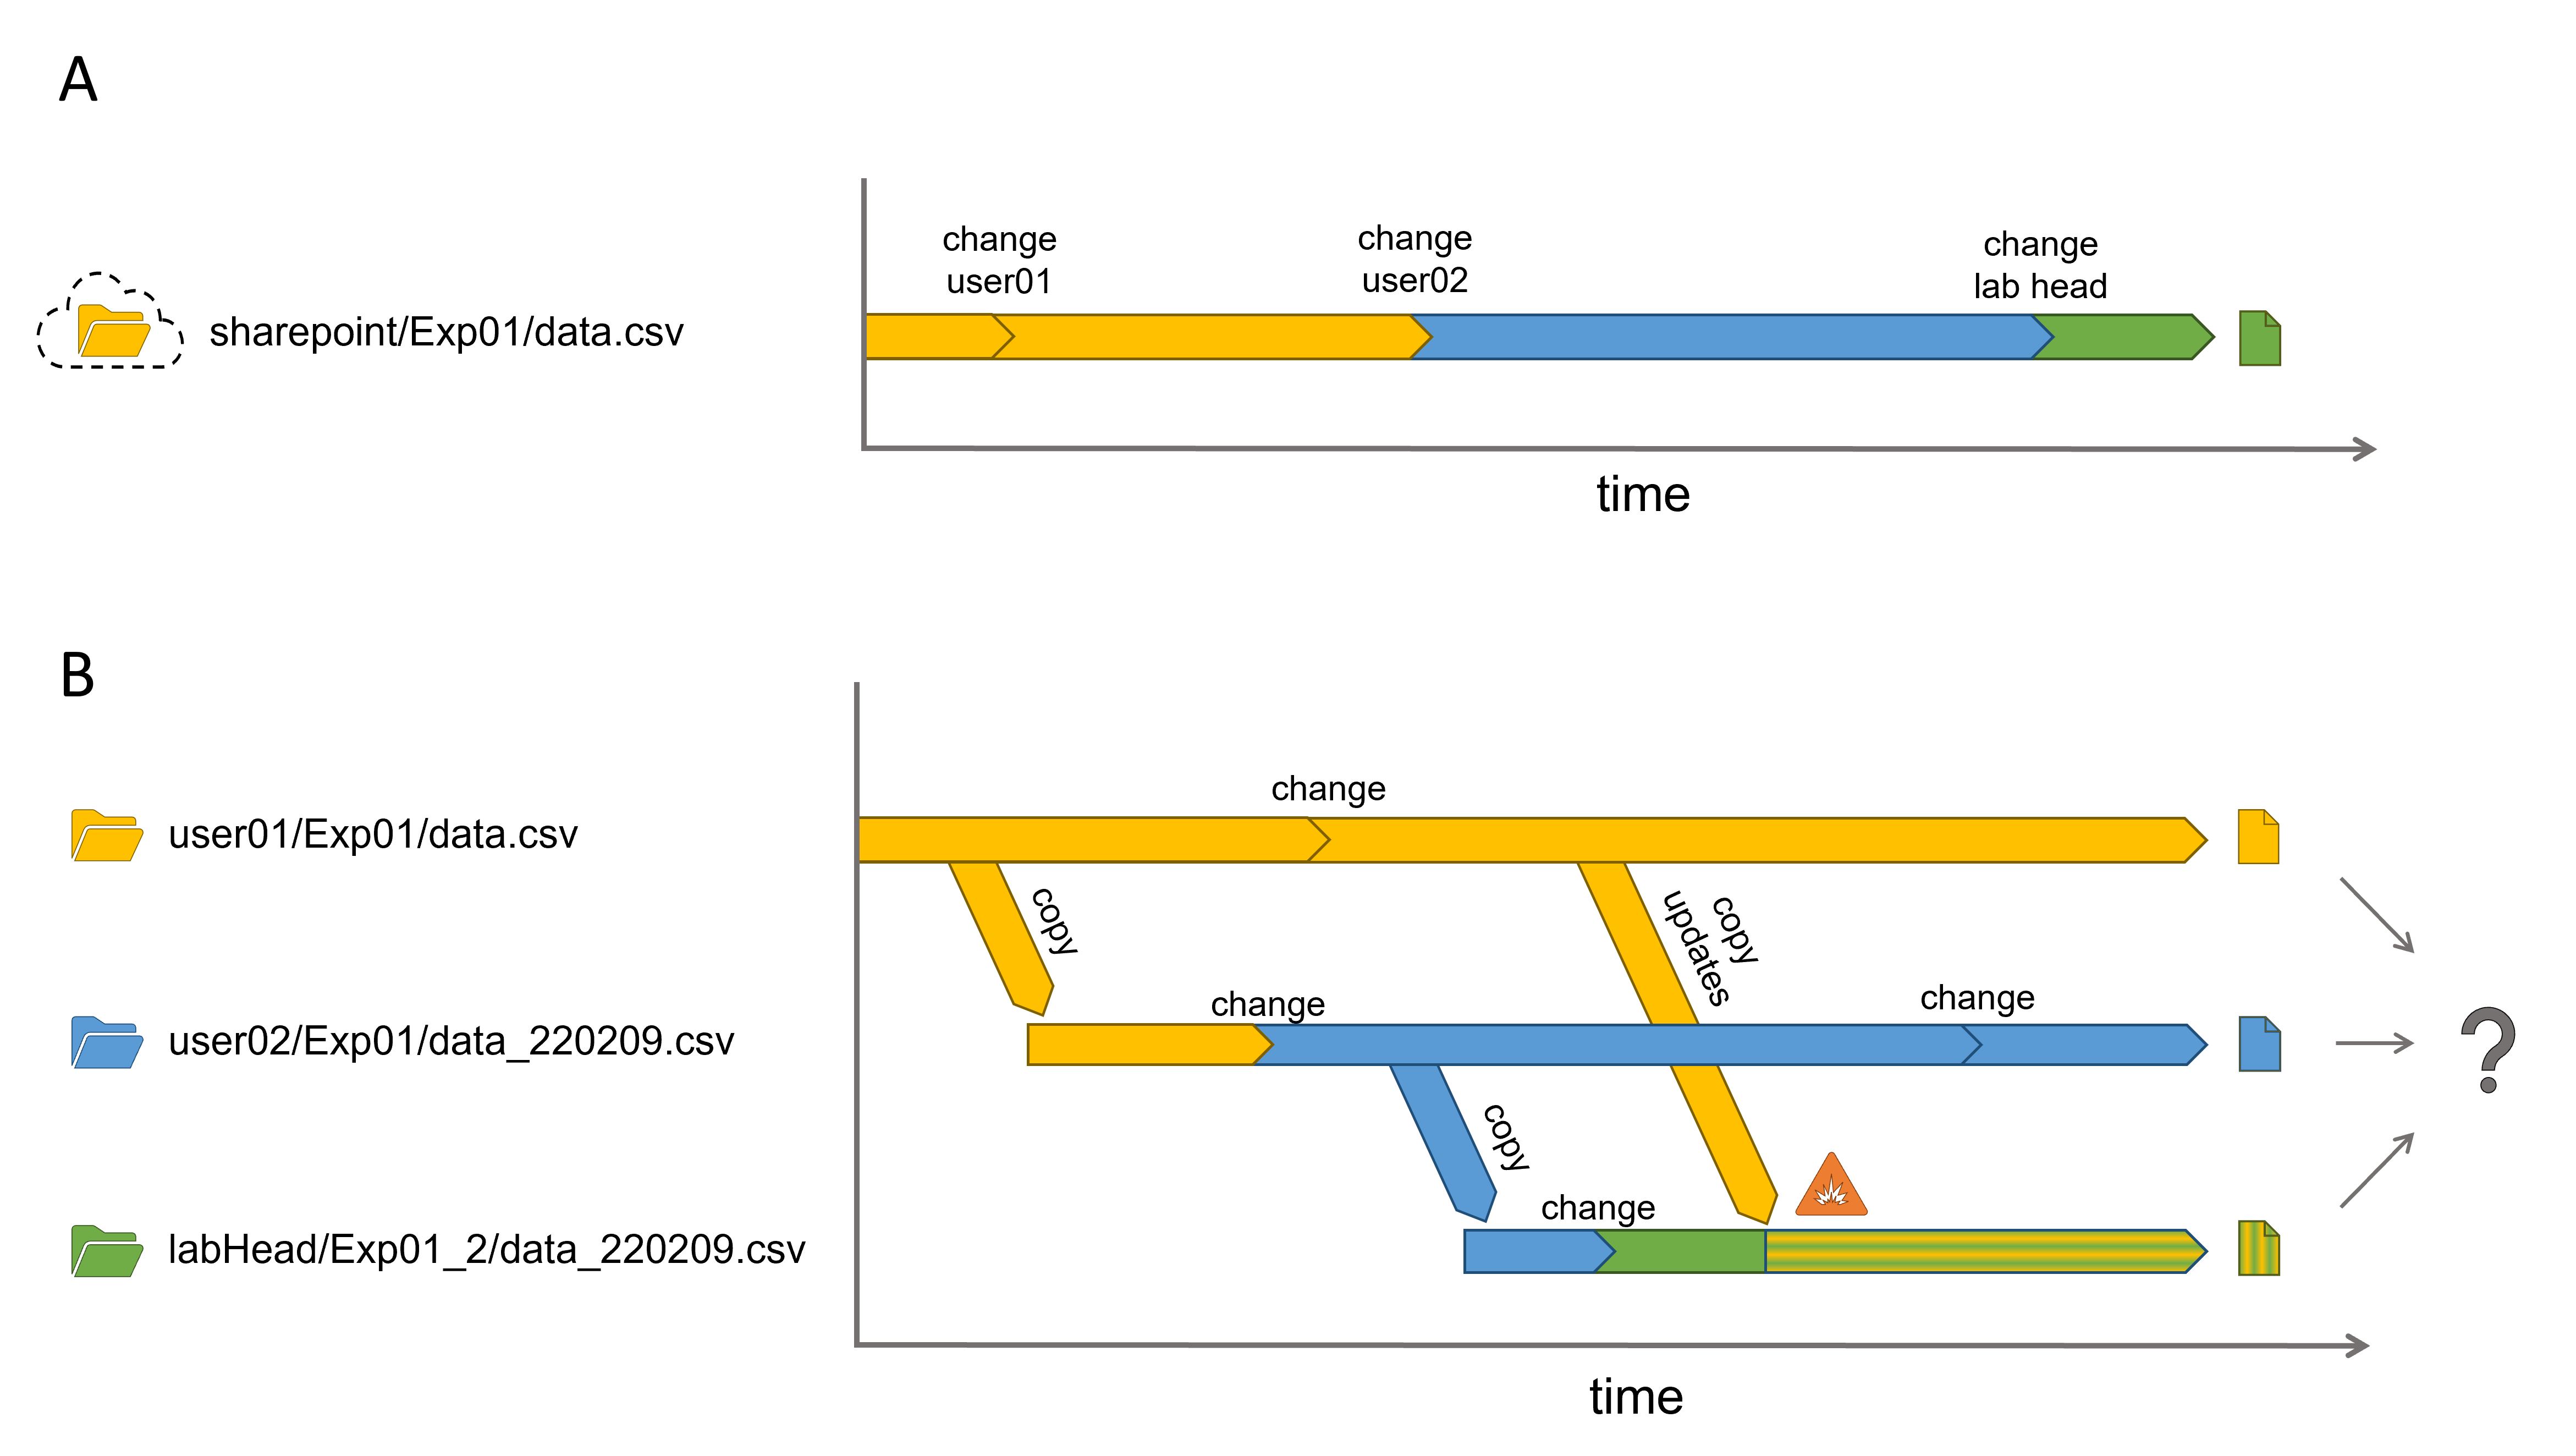 A
change
user01
change
user02
change
lab head
sharepoint/Exp01/data.csv
time
B
change
user01/Exp01/data.csv
copy
copy
updates
change
change
user02/Exp01/data_220209.csv
copy
change
labHead/Exp01_2/data_220209.csv
?
time